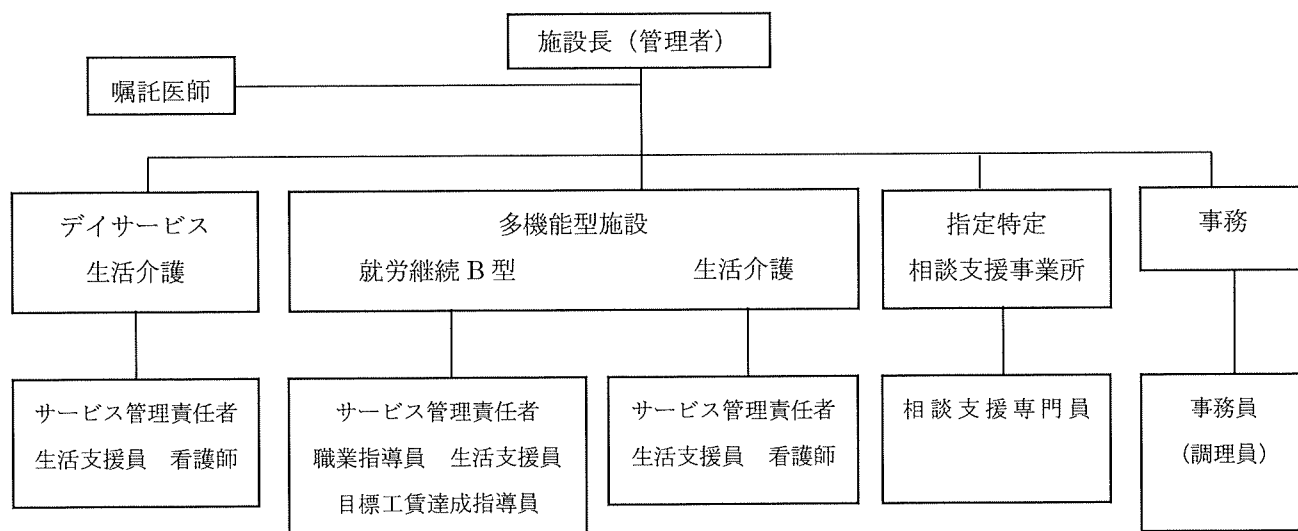 施設長（管理者）
嘱託医師
デイサービス
生活介護
多機能型施設
就労継続 B 型　生活介護
指定特定
相談支援事業所
事務
サービス管理責任者
生活支援員　看護師
サービス管理責任者
職業指導員　生活支援員
目標工賃達成指導員
サービス管理責任者
生活支援員　看護師
相談支援専門員
事務員
（調理員）